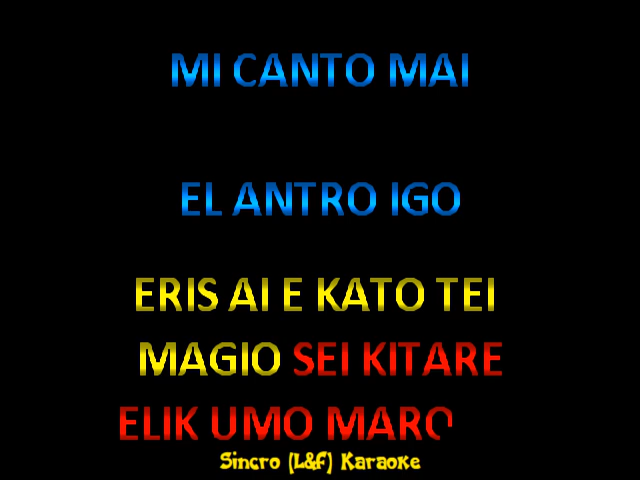 MI CANTO MAI
EL ANTRO IGO
ERIS AI E KATO TEI
MAGIO SEI KITARE
ELIK UMO MARO
Sincro (L&F) Karaoke